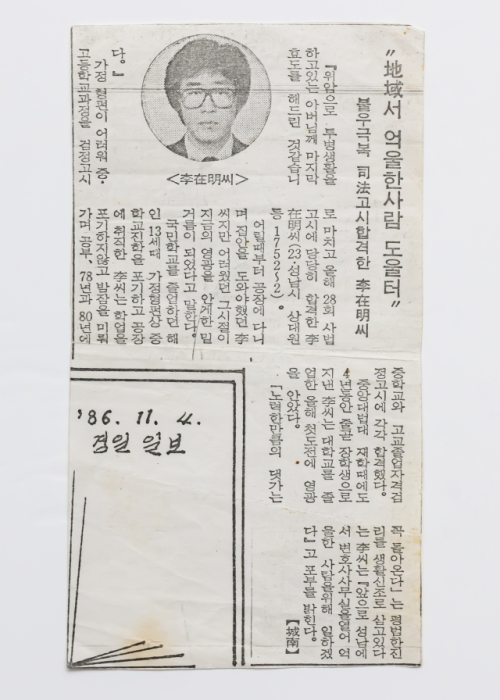 "地域서 억울한사람 도울터"
불우극복 司法고시합격한 李在明씨
『위암으로 투병생활을
하고있는 아버님께 마지막
효도를 해드린 것같습니
다.』
<李在明씨>
가정 형편이 어려워 중·
고등학교과정을 검정고시
로 마치고 올해 28회 사법
고시에 당당히 합격한 李
在明씨(23·성남시 상대원
동 1752~2).
어릴때부터 공장에 다니
며 집안을 도와야했던 李
씨지만 어려웠던 그시절이
지금의 영광을 안게한 밑
거름이 되었다고 말한다.
국민학교를 졸업하던 해
인 13세때 가정형편상 중
학교진학을 포기하고 공장
에 취직한 李씨는 학업을
포기하지않고 밤잠을 미뤄
가며 공부, 78년과 80년에
중학교와 고교졸업자격검
정고시에 각각 합격했다.
중앙대법대 재학때에도
4년동안 줄곧 장학생으로
지낸 李씨는 대학교를 졸
업한 올해 첫도전에 영광
을 안았다.
「노력한만큼의 댓가는
꼭 돌아온다」는 평범한진
리를 생활신조로 삼고있다
는 李씨는 『앞으로 성남에
서 변호사사무실을열어 억
울한 사람을위해 일하겠
다』고 포부를 밝힌다.
【城南】
'86. 11. 4.
경인 일보